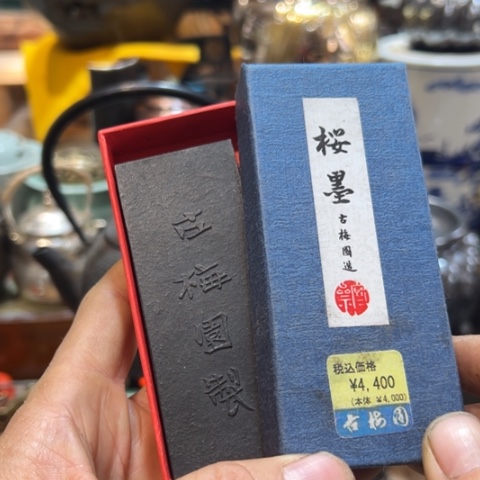 古梅園製
桜墨
古梅園造
税込価格
¥4,400
(本体 ¥4,000)
古梅園